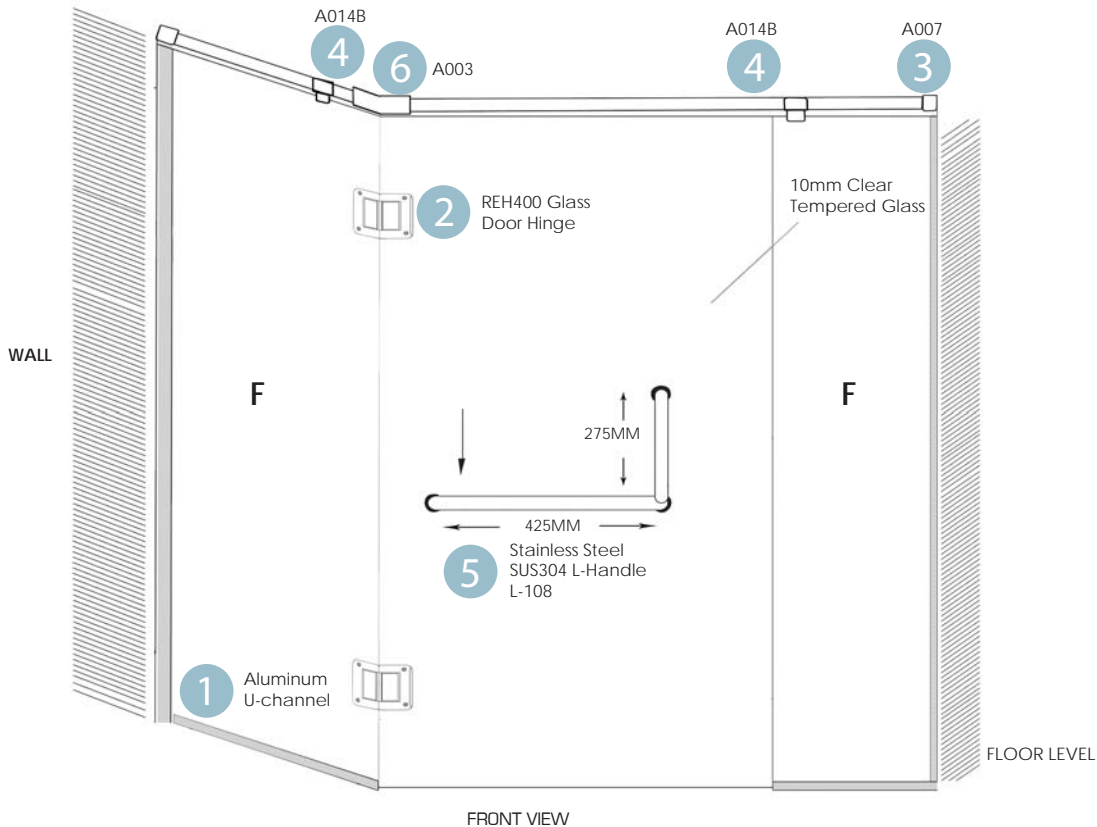 A014B
4
6
A003
A014B
4
A007
3
2
REH400 Glass
Door Hinge
10mm Clear
Tempered Glass
WALL
F
F
275MM
425MM
5
Stainless Steel
SUS304 L-Handle
L-108
1
Aluminum
U-channel
FLOOR LEVEL
FRONT VIEW